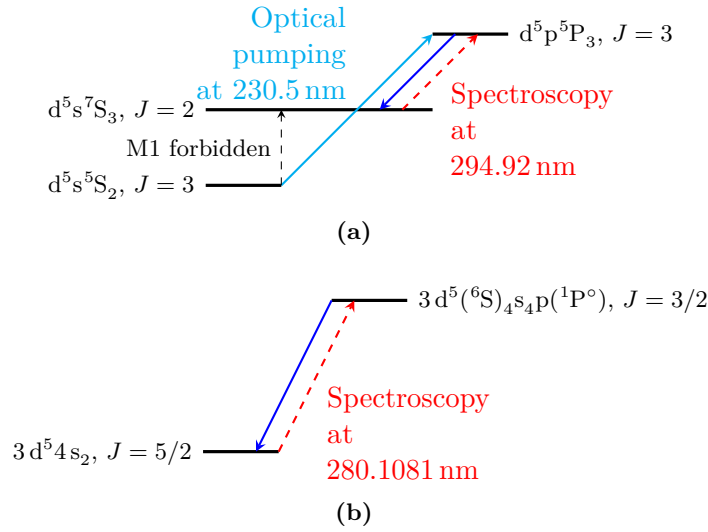 Optical
pumping
at 230.5 nm
d⁵p⁵P₃, J = 3
d⁵s⁷S₃, J = 2
Spectroscopy
at
294.92 nm
M1 forbidden
d⁵s⁵S₂, J = 3
(a)
3 d⁵(⁶S)₄s₄p(¹P°), J = 3/2
Spectroscopy
at
280.1081 nm
3 d⁵4 s₂, J = 5/2
(b)